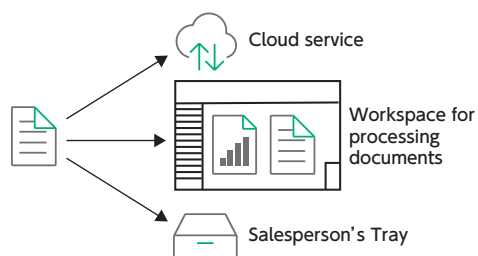 Cloud service
Workspace for
processing
documents
Salesperson's Tray